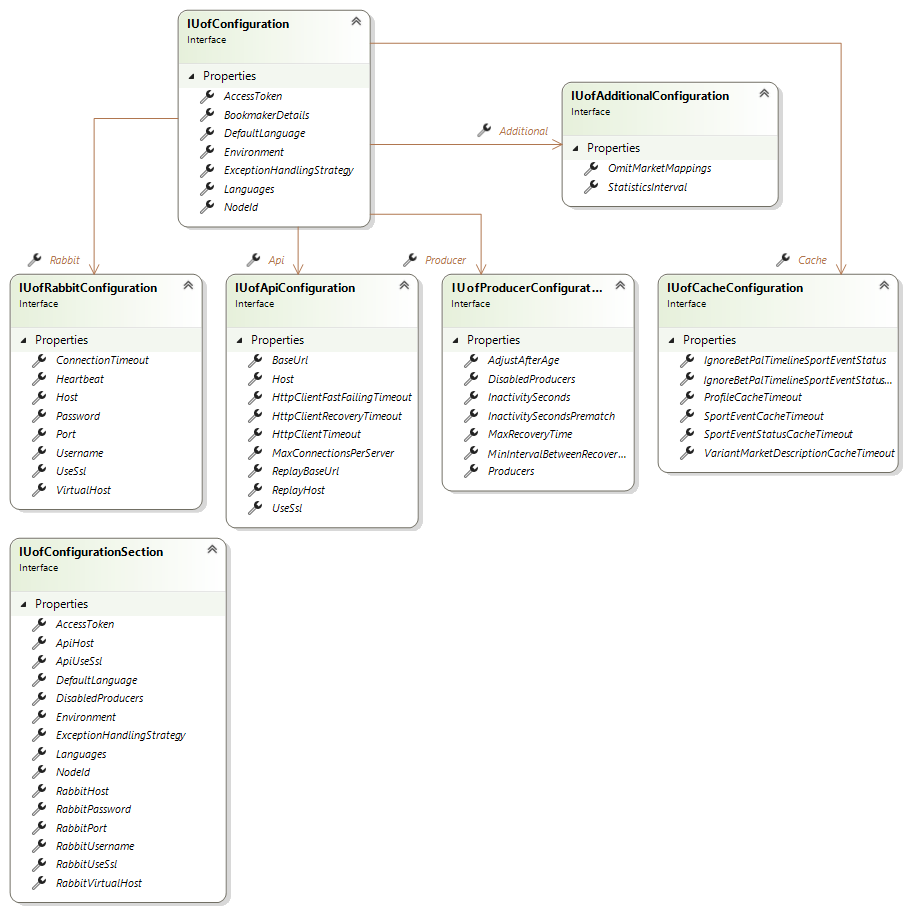 IUofConfiguration
Interface
Properties
AccessToken
BookmakerDetails
DefaultLanguage
Environment
ExceptionHandlingStrategy
Languages
NodeId
IUofAdditionalConfiguration
Interface
Properties
OmitMarketMappings
StatisticsInterval
Additional
Rabbit
Api
Producer
Cache
IUofRabbitConfiguration
Interface
Properties
ConnectionTimeout
Heartbeat
Host
Password
Port
Username
UseSsl
VirtualHost
IUofApiConfiguration
Interface
Properties
BaseUrl
Host
HttpClientFastFailingTimeout
HttpClientRecoveryTimeout
HttpClientTimeout
MaxConnectionsPerServer
ReplayBaseUrl
ReplayHost
UseSsl
IUofProducerConfigurat...
Interface
Properties
AdjustAfterAge
DisabledProducers
InactivitySeconds
InactivitySecondsPrematch
MaxRecoveryTime
MinIntervalBetweenRecover...
Producers
IUofCacheConfiguration
Interface
Properties
IgnoreBetPalTimelineSportEventStatus
IgnoreBetPalTimelineSportEventStatus...
ProfileCacheTimeout
SportEventCacheTimeout
SportEventStatusCacheTimeout
VariantMarketDescriptionCacheTimeout
IUofConfigurationSection
Interface
Properties
AccessToken
ApiHost
ApiUseSsl
DefaultLanguage
DisabledProducers
Environment
ExceptionHandlingStrategy
Languages
NodeId
RabbitHost
RabbitPassword
RabbitPort
RabbitUsername
RabbitUseSsl
RabbitVirtualHost